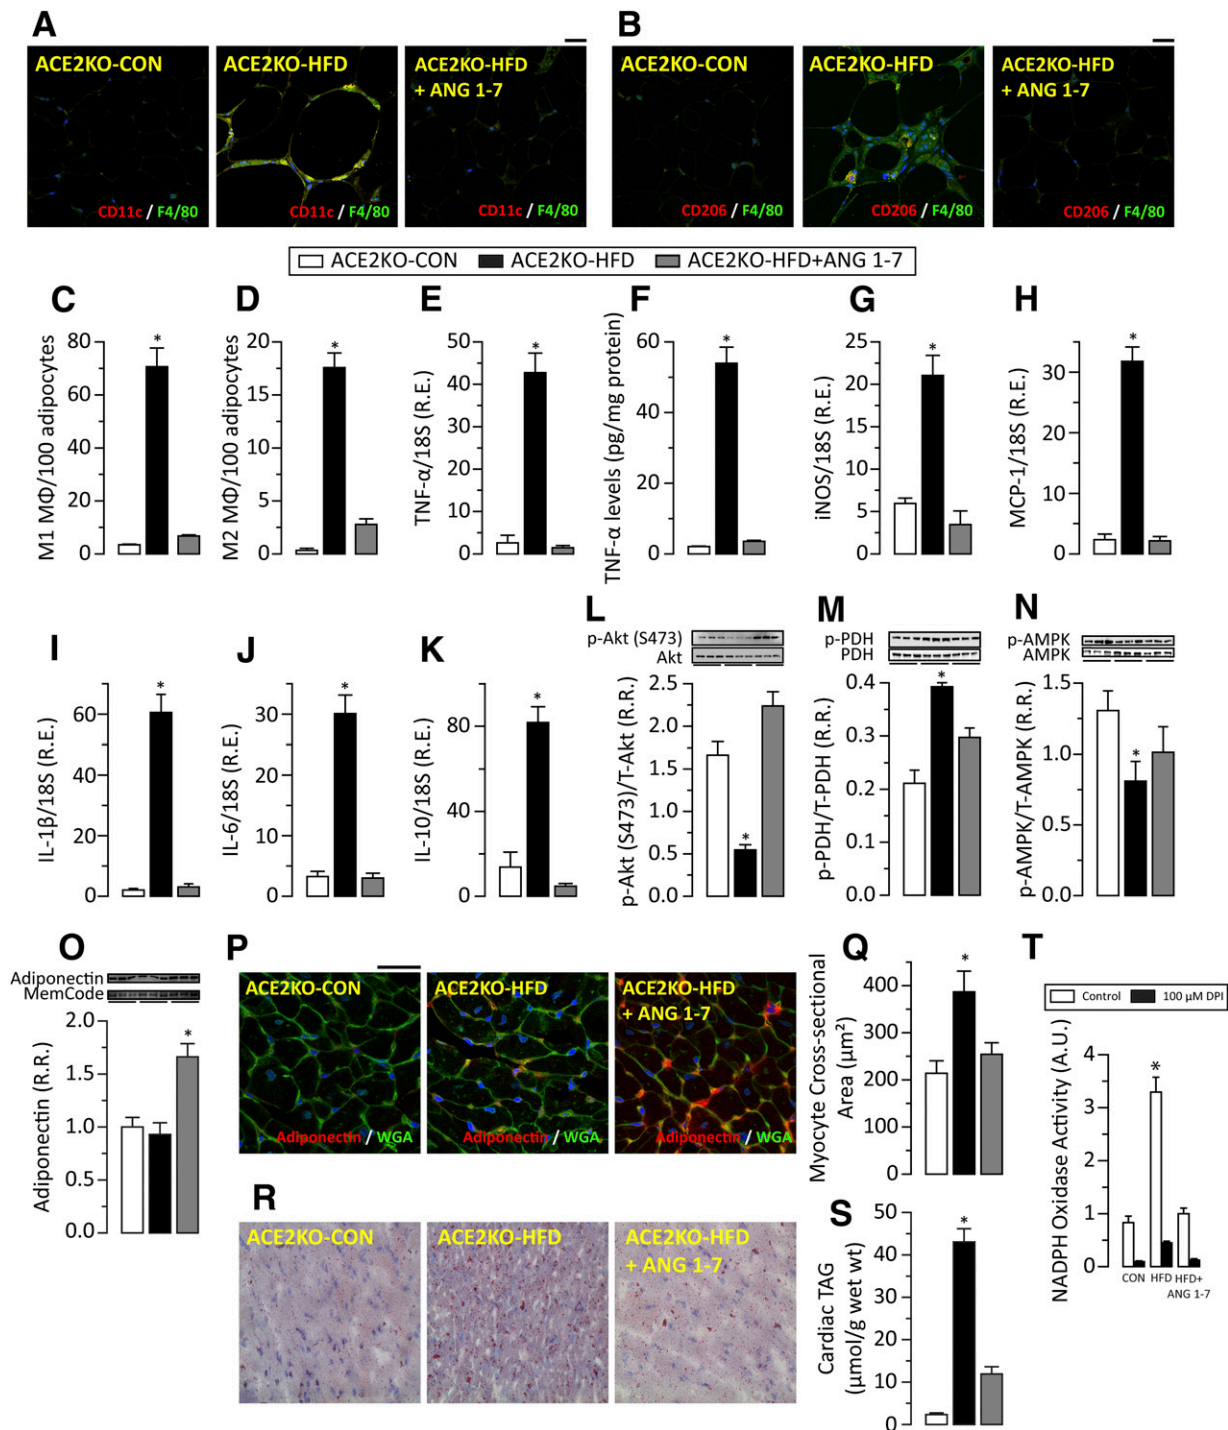 A
B
ACE2KO-CON
ACE2KO-HFD
ACE2KO-HFD
+ ANG 1-7
ACE2KO-CON
ACE2KO-HFD
ACE2KO-HFD
+ ANG 1-7
CD11c / F4/80
CD11c / F4/80
CD11c / F4/80
CD206 / F4/80
CD206 / F4/80
CD206 / F4/80
ACE2KO-CON
ACE2KO-HFD
ACE2KO-HFD+ANG 1-7
C
M1 MΦ/100 adipocytes
80
60
40
20
0
*
D
M2 MΦ/100 adipocytes
20
17.5
10
5
2.5
0
*
E
TNF-α/18S (R.E.)
50
40
30
20
10
0
*
F
TNF-α levels (pg/mg protein)
60
40
20
0
*
G
iNOS/18S (R.E.)
25
20
15
10
5
0
*
H
MCP-1/18S (R.E.)
30
20
10
0
*
I
IL-1β/18S (R.E.)
60
40
20
0
*
J
IL-6/18S (R.E.)
30
20
10
0
*
K
IL-10/18S (R.E.)
80
40
0
*
L
p-Akt (S473)
Akt
p-Akt (S473)/T-Akt (R.R.)
2.5
2.0
1.5
1.0
0.5
0.0
*
M
p-PDH
PDH
p-PDH/T-PDH (R.R.)
0.4
0.3
0.2
0.1
0.0
*
N
p-AMPK
AMPK
p-AMPK/T-AMPK (R.R.)
1.5
1.0
0.5
0.0
*
O
Adiponectin
MemCode
Adiponectin (R.R.)
2.0
1.5
1.0
0.5
0.0
*
P
ACE2KO-CON
ACE2KO-HFD
ACE2KO-HFD
+ ANG 1-7
Adiponectin / WGA
Adiponectin / WGA
Adiponectin / WGA
Q
Myocyte Cross-sectional
Area (µm²)
400
300
200
100
0
*
R
ACE2KO-CON
ACE2KO-HFD
ACE2KO-HFD
+ ANG 1-7
S
Cardiac TAG
(µmol/g wet wt)
50
40
30
20
10
0
*
T
Control
100 µM DPI
NADPH Oxidase Activity (A.U.)
4
3
2
1
0
*
CON
HFD
HFD+
ANG 1-7